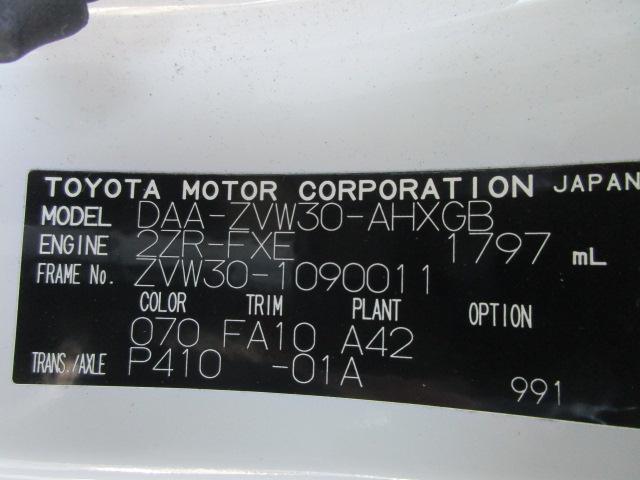 TOYOTA MOTOR CORPORATION JAPAN
MODEL DAA-ZVW30-AHXGB
ENGINE 2ZR-FXE 1797 mL
FRAME No. ZVW30-1090011
COLOR TRIM PLANT OPTION
070 FA10 A42
TRANS./AXLE P410 -01A
991